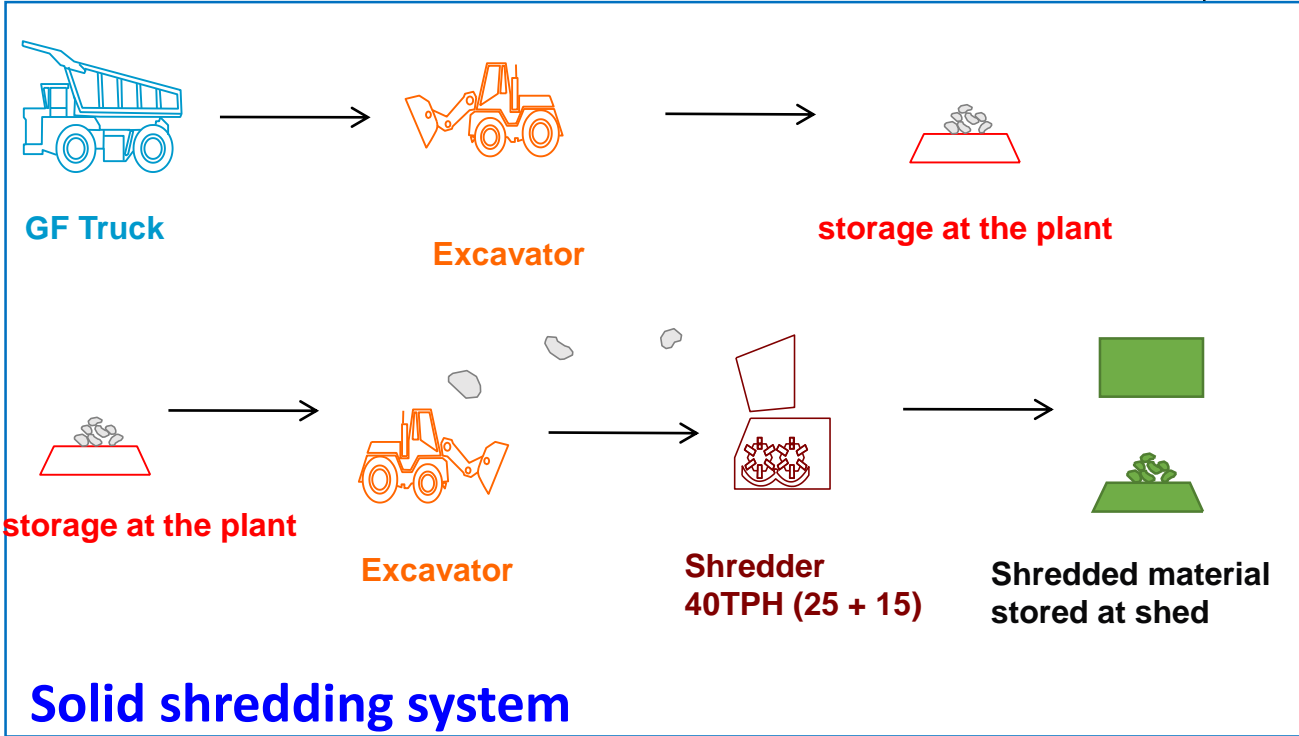 GF Truck
Excavator
storage at the plant
storage at the plant
Excavator
Shredder
40TPH (25 + 15)
Shredded material
stored at shed
Solid shredding system